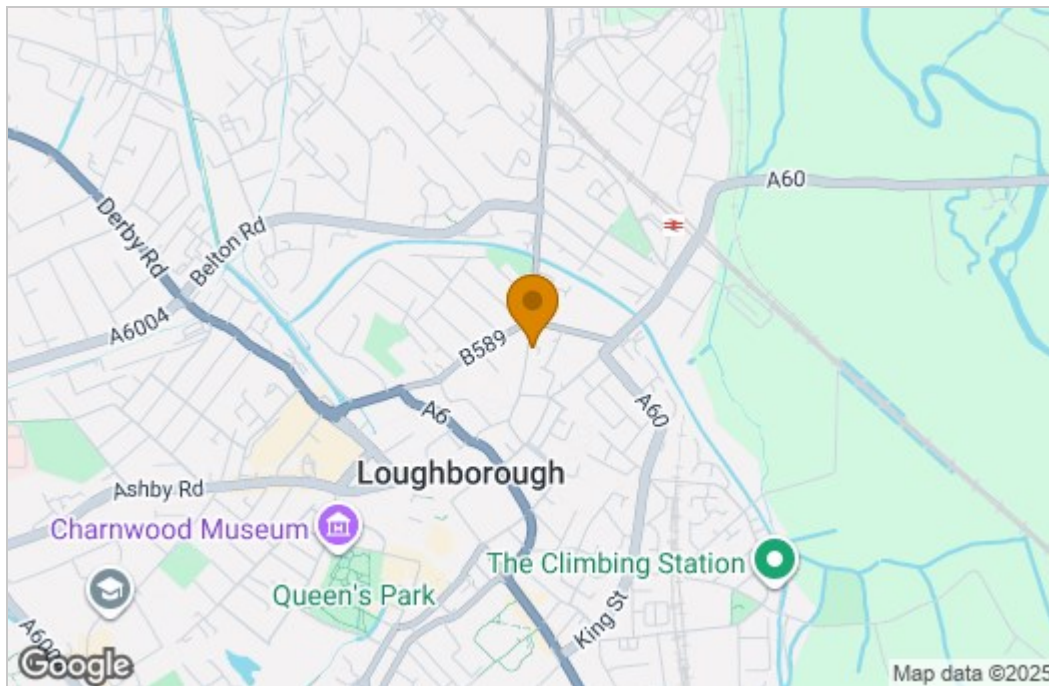 A60
Derby Rd
Belton Rd
A6004
B589
A60
A6
Loughborough
Ashby Rd
Charnwood Museum
The Climbing Station
Queen's Park
King St
Google
Map data ©2025